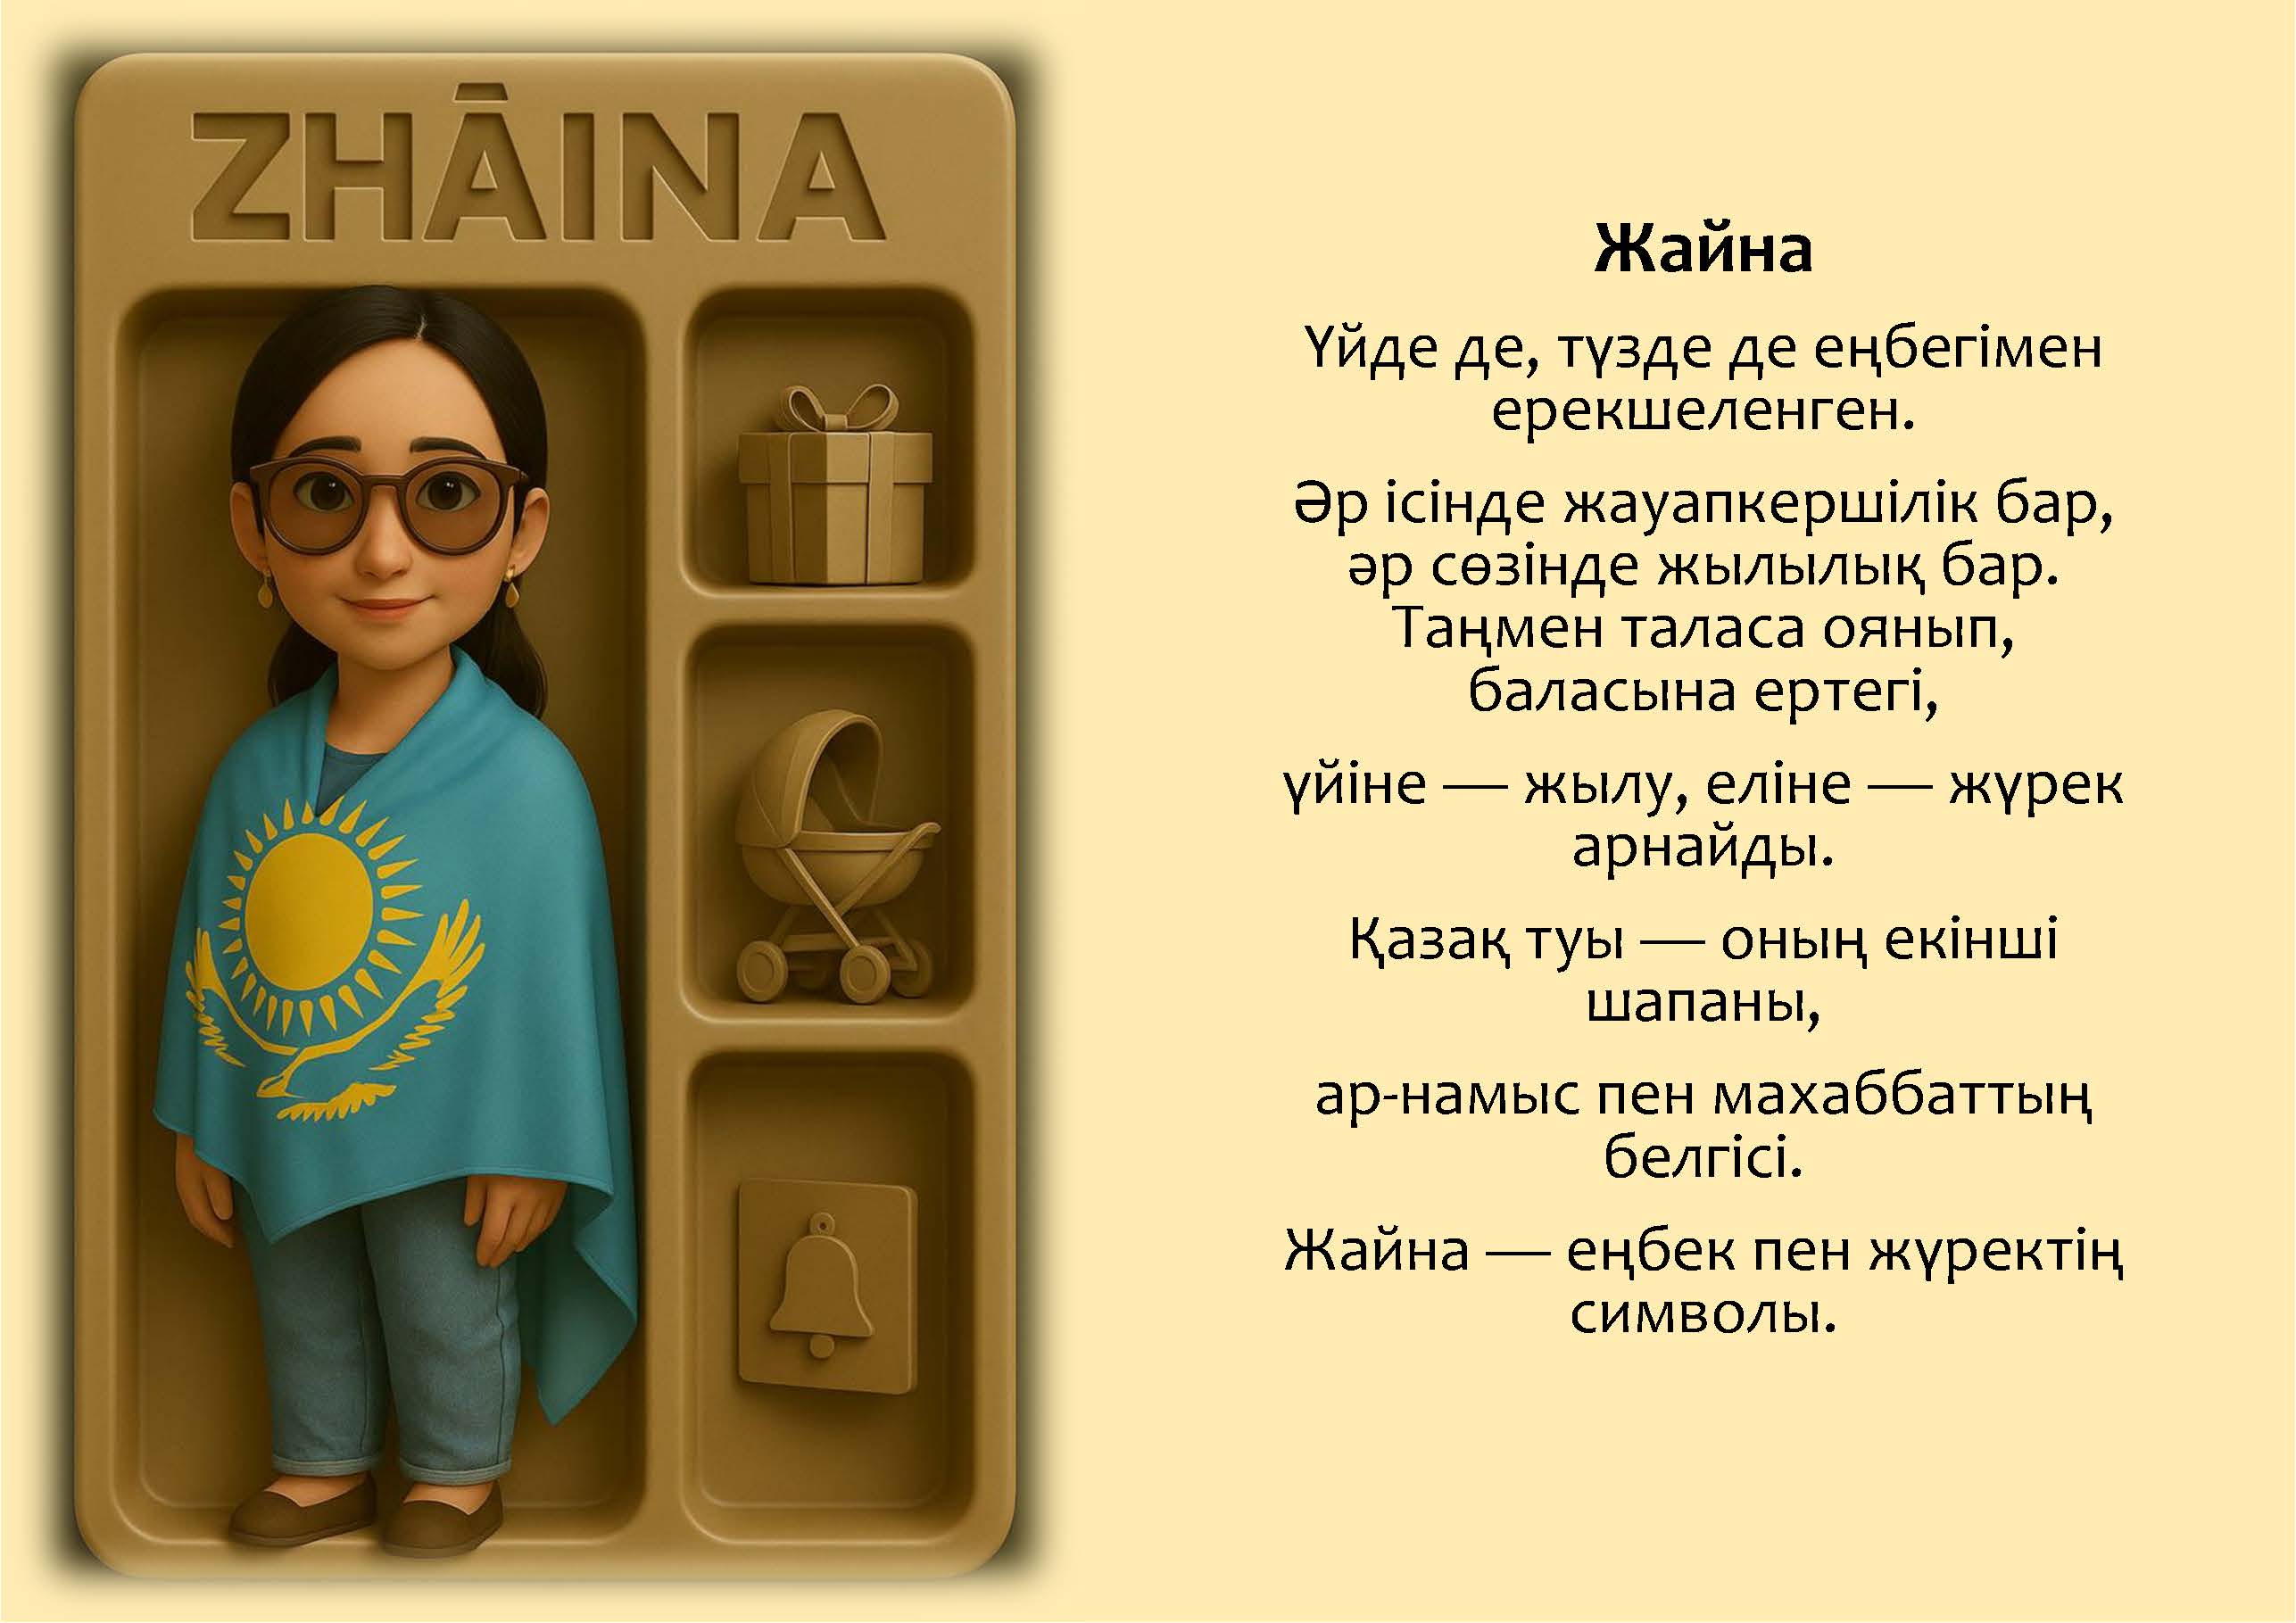 ZHĀINA
Жайна
Үйде де, түзде де еңбегімен
ерекшеленген.
Әр ісінде жауапкершілік бар,
әр сөзінде жылылық бар.
Таңмен таласа оянып,
баласына ертегі,
үйіне — жылу, еліне — жүрек
арнайды.
Қазақ туы — оның екінші
шапаны,
ар-намыс пен махаббаттың
белгісі.
Жайна — еңбек пен жүректің
символы.